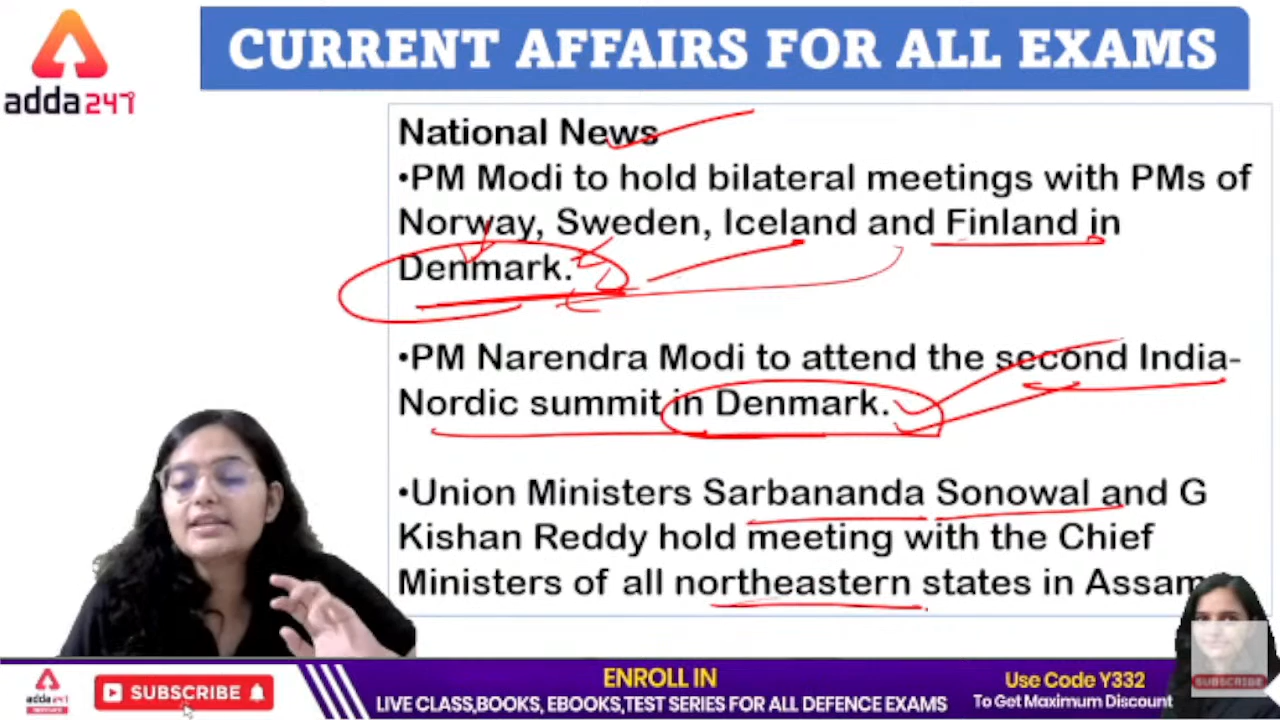 CURRENT AFFAIRS FOR ALL EXAMS
adda247
National News
•PM Modi to hold bilateral meetings with PMs of
Norway, Sweden, Iceland and Finland in
Denmark.
•PM Narendra Modi to attend the second India-
Nordic summit in Denmark.
•Union Ministers Sarbananda Sonowal and G
Kishan Reddy hold meeting with the Chief
Ministers of all northeastern states in Assam
adda247
SUBSCRIBE
ENROLL IN
LIVE CLASS,BOOKS, EBOOKS,TEST SERIES FOR ALL DEFENCE EXAMS
Use Code Y332
To Get Maximum Discount
SUBSCRIBE